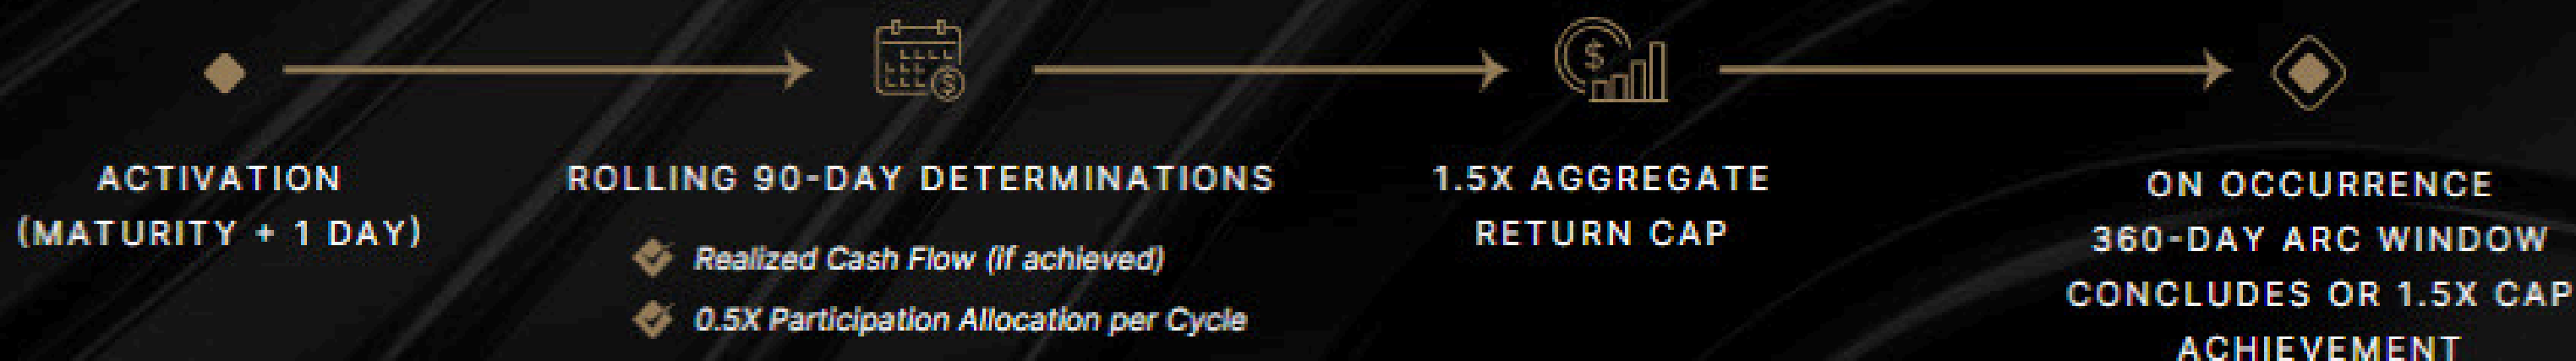 ACTIVATION
(MATURITY + 1 DAY)
ROLLING 90-DAY DETERMINATIONS
Realized Cash Flow (if achieved)
0.5X Participation Allocation per Cycle
1.5X AGGREGATE
RETURN CAP
ON OCCURRENCE
360-DAY ARC WINDOW
CONCLUDES OR 1.5X CAP
ACHIEVEMENT